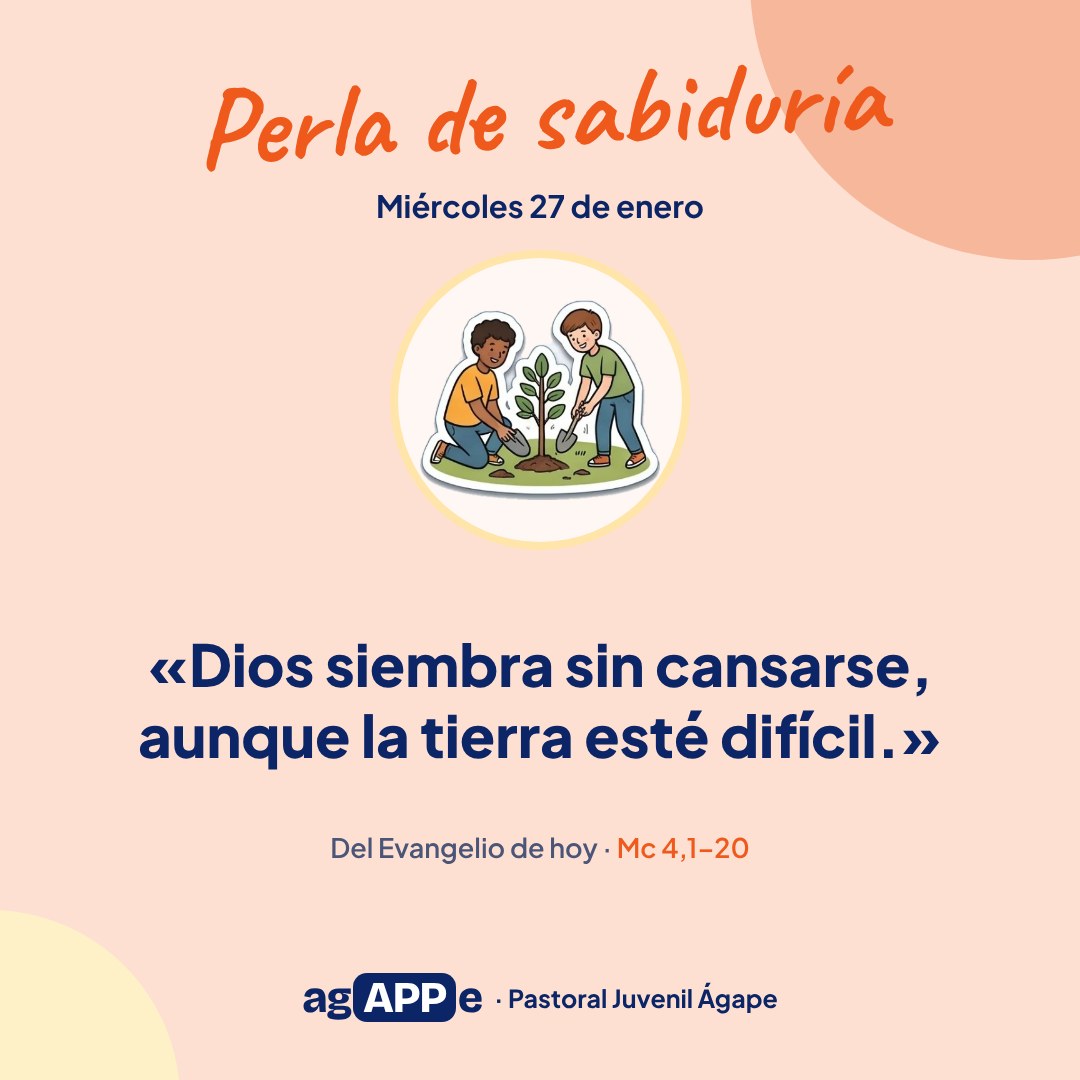 Perla de sabiduría
Miércoles 27 de enero
«Dios siembra sin cansarse,
aunque la tierra esté difícil.»
Del Evangelio de hoy · Mc 4,1–20
agAPPe · Pastoral Juvenil Ágape